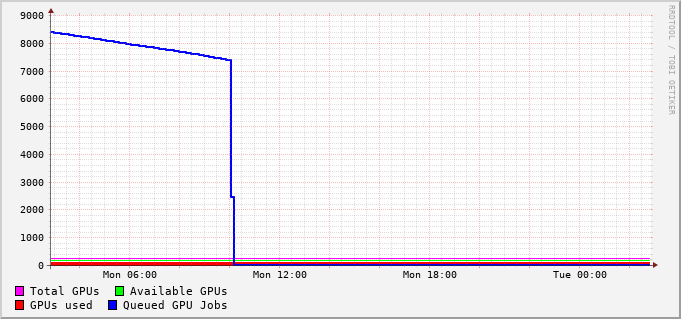 RRDTOOL / TOBI OETIKER
9000
8000
7000
6000
5000
4000
3000
2000
1000
0
Mon 06:00 Mon 12:00 Mon 18:00 Tue 00:00
Total GPUs Available GPUs
GPUs used Queued GPU Jobs